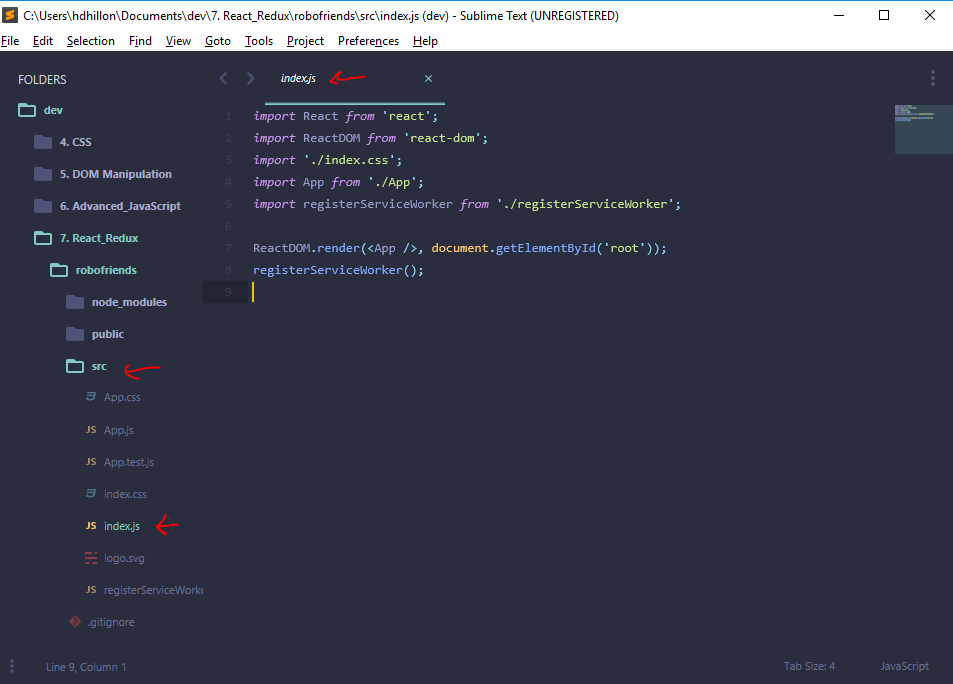 C:\Users\hdhillon\Documents\dev\7. React_Redux\robofriends\src\index.js (dev) - Sublime Text (UNREGISTERED)
File Edit Selection Find View Goto Tools Project Preferences Help
FOLDERS
dev
4. CSS
5. DOM Manipulation
6. Advanced_JavaScript
7. React_Redux
robofriends
node_modules
public
src
App.css
JS App.js
JS App.test.js
index.css
JS index.js
logo.svg
JS registerServiceWorke
.gitignore
index.js
1 import React from 'react';
2 import ReactDOM from 'react-dom';
3 import './index.css';
4 import App from './App';
5 import registerServiceWorker from './registerServiceWorker';
6
7 ReactDOM.render(<App />, document.getElementById('root'));
8 registerServiceWorker();
9
Line 9, Column 1
Tab Size: 4
JavaScript